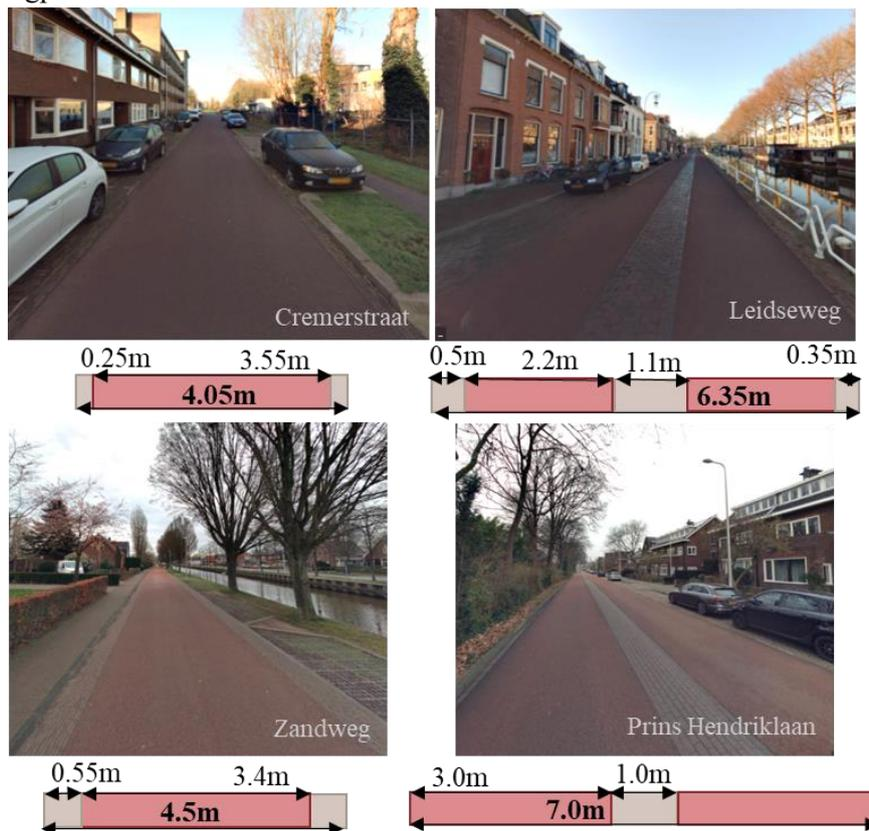 Cremerstraat
Leidseweg
0.25m 3.55m
4.05m
0.5m 2.2m 1.1m 0.35m
6.35m
Zandweg
Prins Hendriklaan
0.55m 3.4m
4.5m
3.0m 1.0m
7.0m